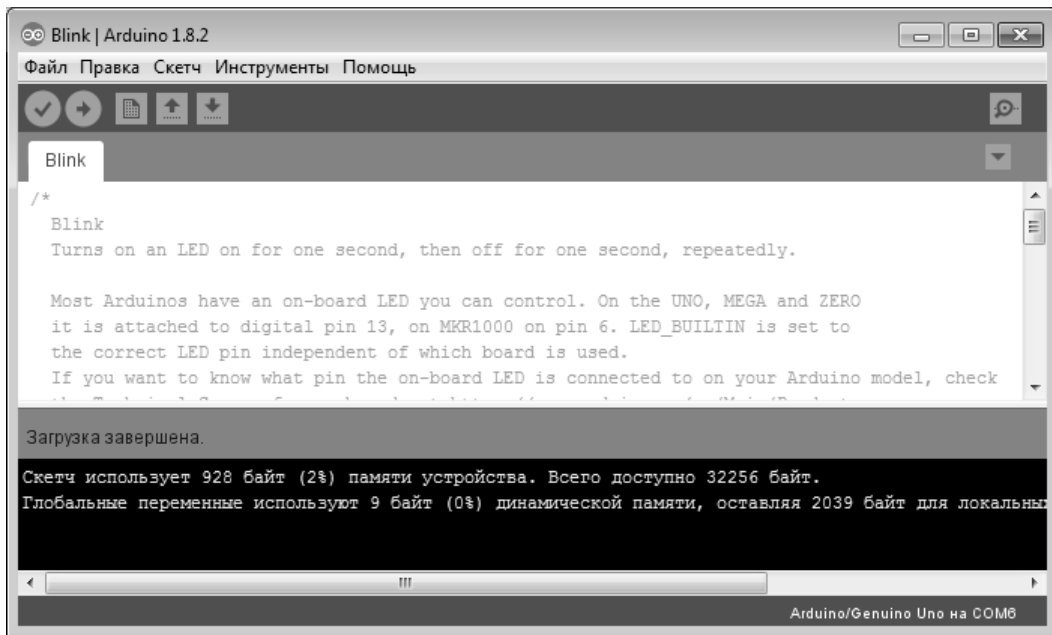 Blink | Arduino 1.8.2
Файл Правка Скетч Инструменты Помощь
Blink
/*
Blink
Turns on an LED on for one second, then off for one second, repeatedly.
Most Arduinos have an on-board LED you can control. On the UNO, MEGA and ZERO
it is attached to digital pin 13, on MKR1000 on pin 6. LED_BUILTIN is set to
the correct LED pin independent of which board is used.
If you want to know what pin the on-board LED is connected to on your Arduino model, check
Загрузка завершена.
Скетч использует 928 байт (2%) памяти устройства. Всего доступно 32256 байт.
Глобальные переменные используют 9 байт (0%) динамической памяти, оставляя 2039 байт для локальны
Arduino/Genuino Uno на COM6